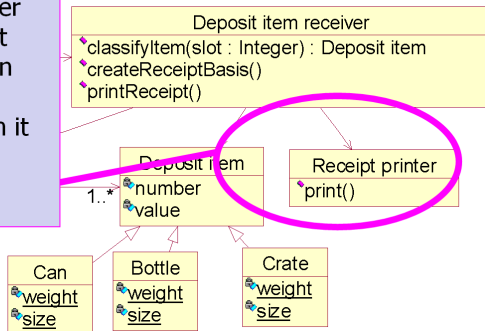 er
t
n
n it
Deposit item receiver
classifyItem(slot : Integer) : Deposit item
createReceiptBasis()
printReceipt()
1..*
Deposit item
number
value
Receipt printer
print()
Can
weight
size
Bottle
weight
size
Crate
weight
size